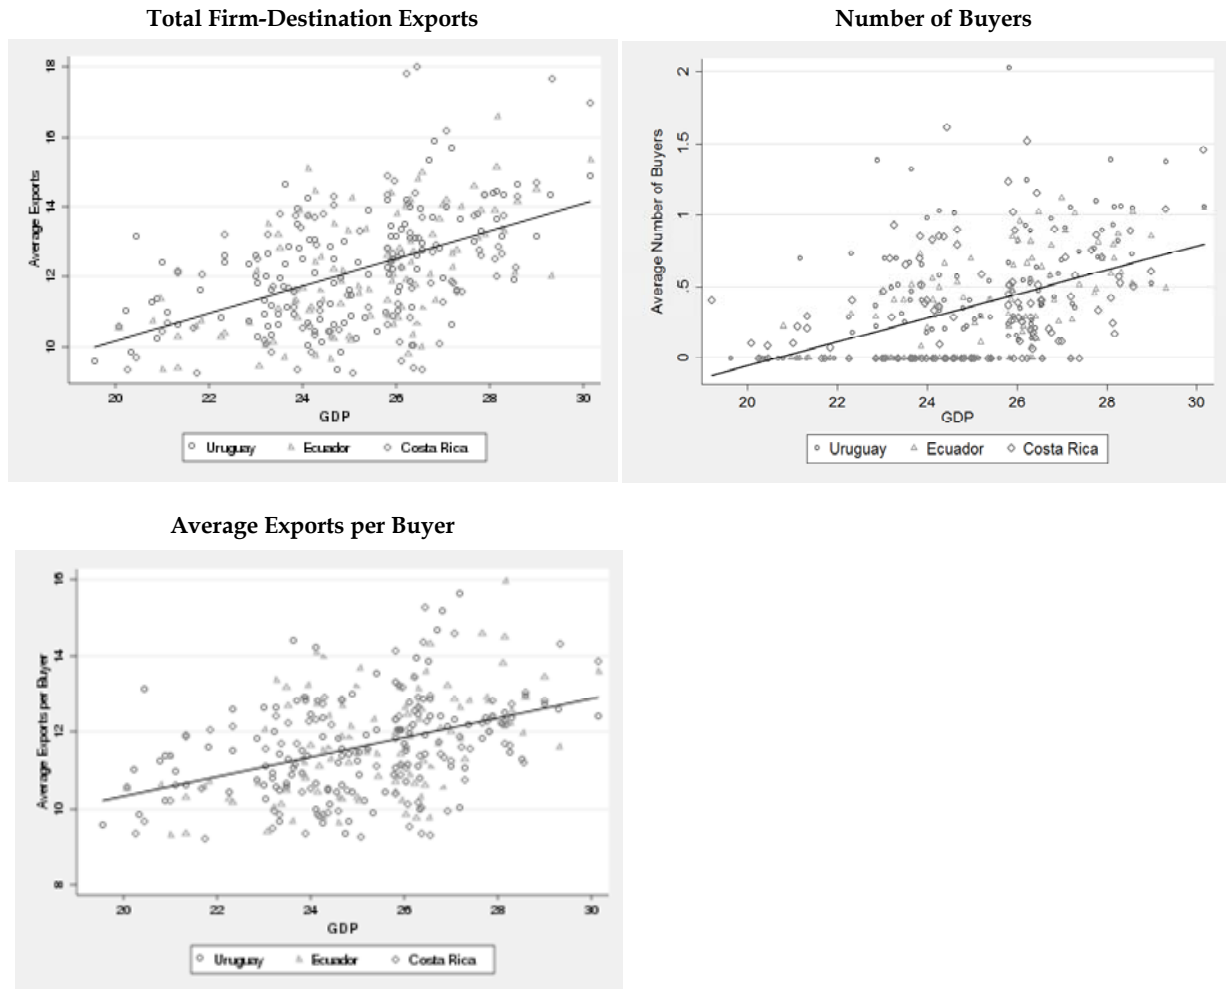 Total Firm-Destination Exports
Number of Buyers
Average Exports
18
16
14
12
10
20 22 24 26 28 30
GDP
Uruguay Ecuador Costa Rica
Average Number of Buyers
2
1.5
1
.5
0
20 22 24 26 28 30
GDP
Uruguay Ecuador Costa Rica
Average Exports per Buyer
Average Exports per Buyer
16
14
12
10
8
20 22 24 26 28 30
GDP
Uruguay Ecuador Costa Rica